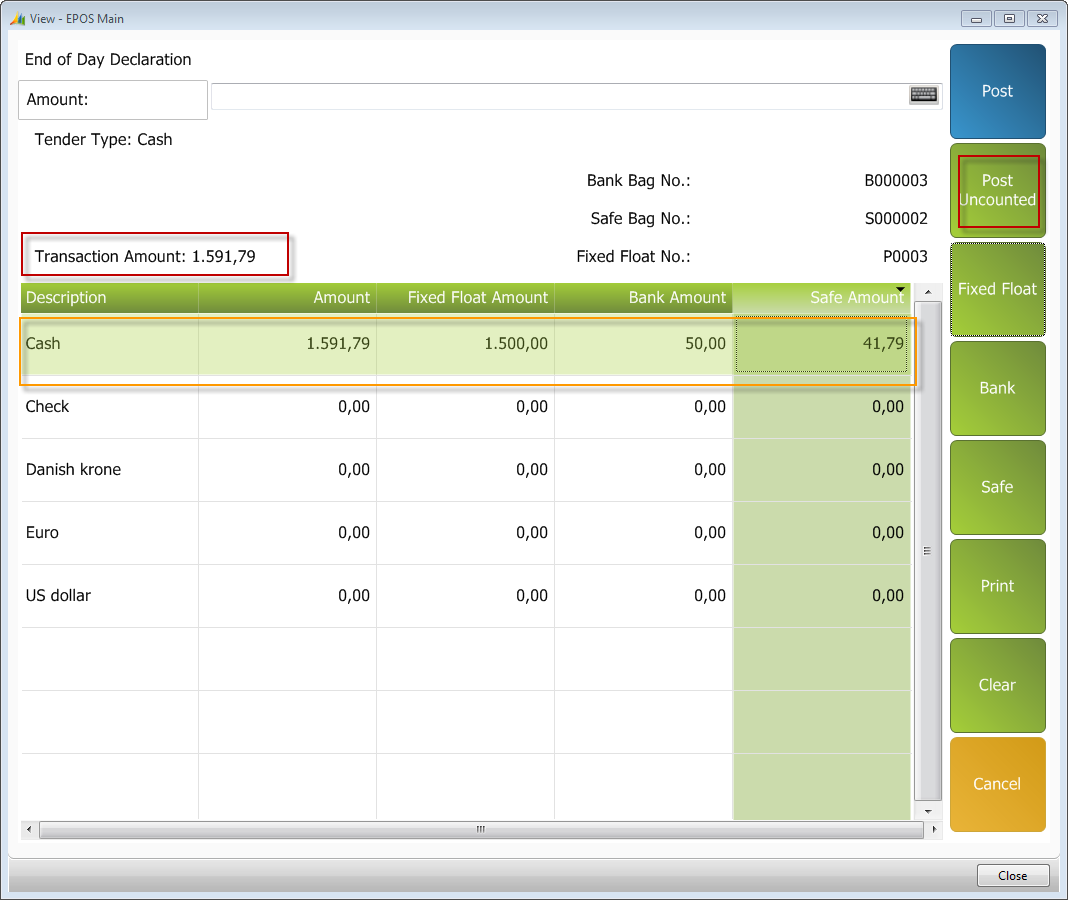 View - EPOS Main
End of Day Declaration
Amount:
Tender Type: Cash
Bank Bag No.: B000003
Safe Bag No.: S000002
Transaction Amount: 1.591,79 Fixed Float No.: P0003
Description Amount Fixed Float Amount Bank Amount Safe Amount
Cash 1.591,79 1.500,00 50,00 41,79
Check 0,00 0,00 0,00 0,00
Danish krone 0,00 0,00 0,00 0,00
Euro 0,00 0,00 0,00 0,00
US dollar 0,00 0,00 0,00 0,00
Post
Post
Uncounted
Fixed Float
Bank
Safe
Print
Clear
Cancel
Close